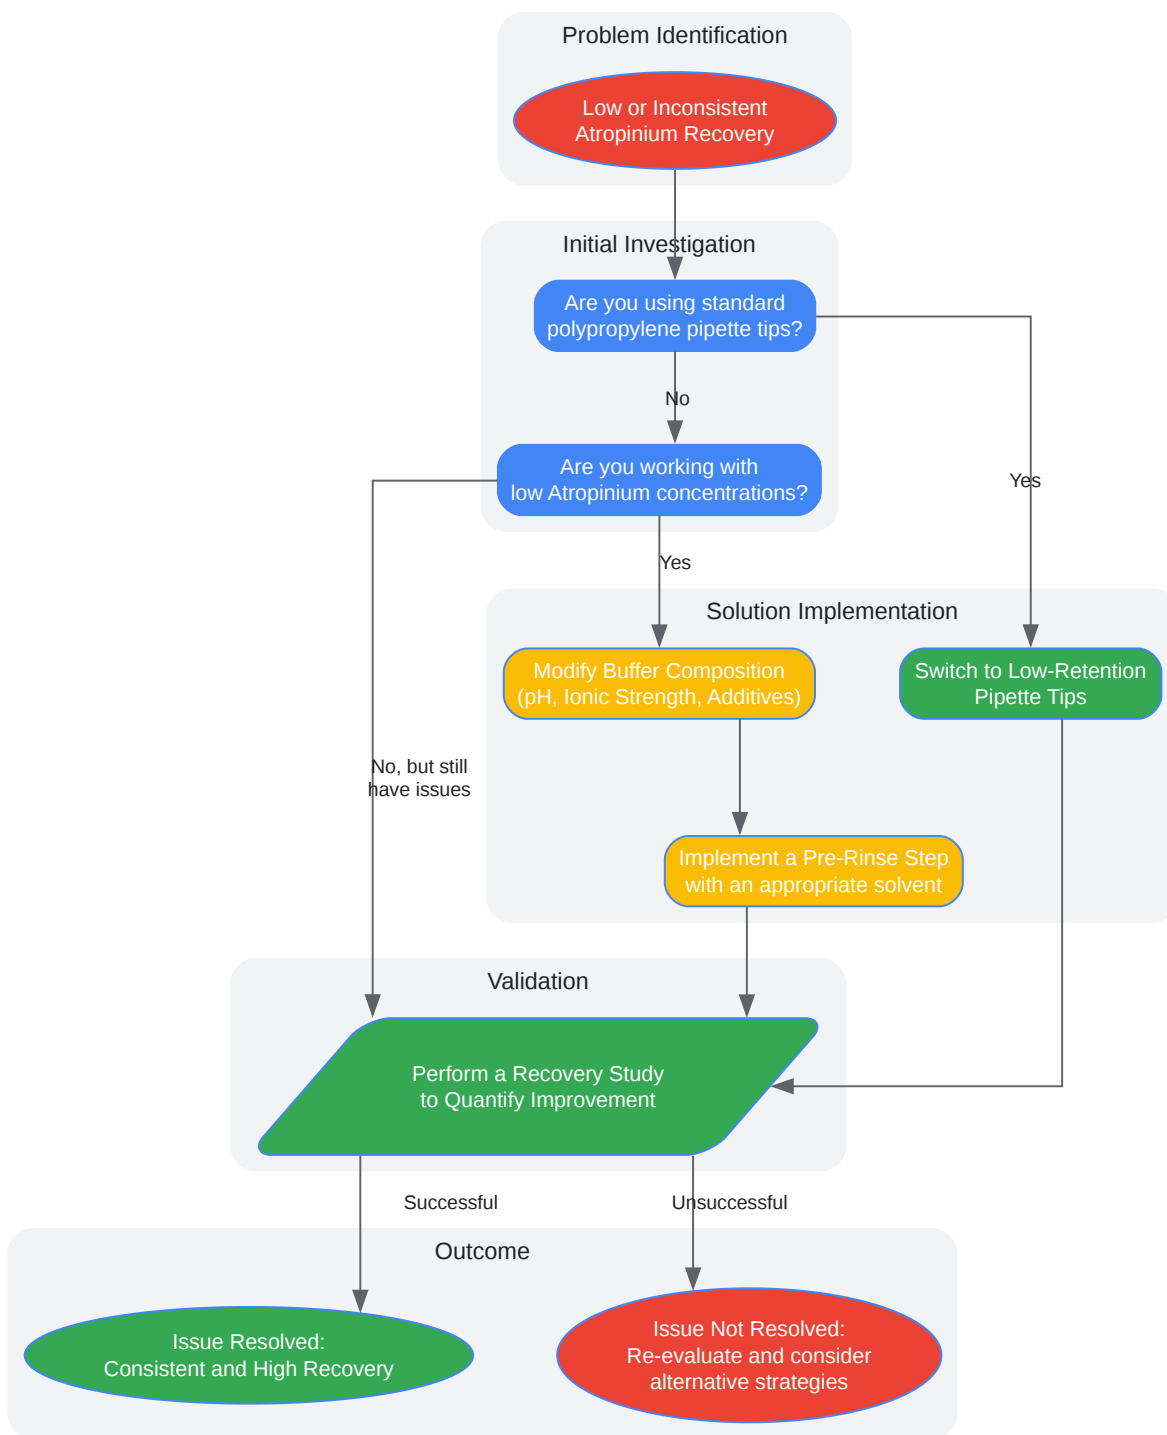 Problem Identification
Low or Inconsistent
Atropinium Recovery
Initial Investigation
Are you using standard
polypropylene pipette tips?
No
Are you working with
low Atropinium concentrations?
Yes
Yes
Solution Implementation
Modify Buffer Composition
(pH, Ionic Strength, Additives)
Switch to Low-Retention
Pipette Tips
No, but still
have issues
Implement a Pre-Rinse Step
with an appropriate solvent
Validation
Perform a Recovery Study
to Quantify Improvement
Successful
Unsuccessful
Outcome
Issue Resolved:
Consistent and High Recovery
Issue Not Resolved:
Re-evaluate and consider
alternative strategies